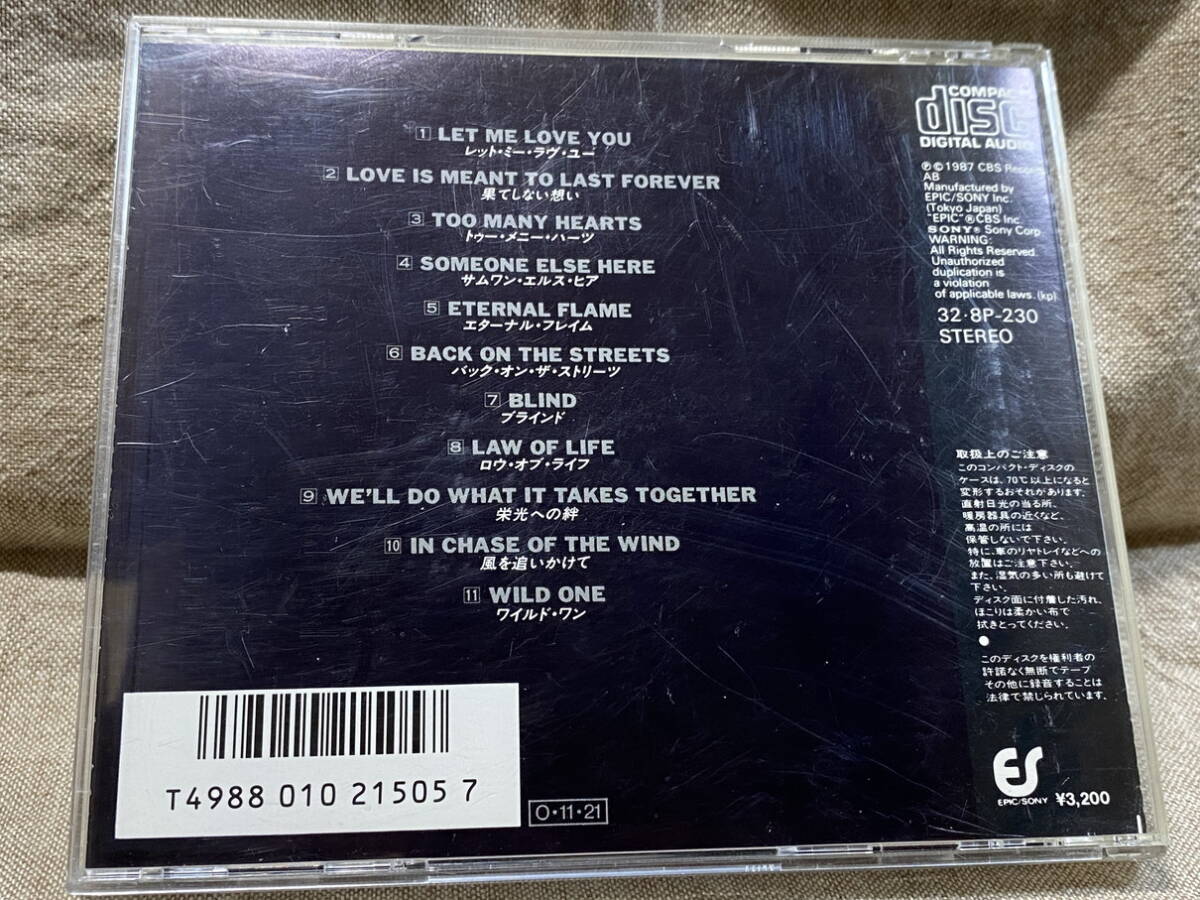 1 LET ME LOVE YOU
レット・ミー・ラヴ・ユー
2 LOVE IS MEANT TO LAST FOREVER
果てしない想い
3 TOO MANY HEARTS
トゥー・メニー・ハーツ
4 SOMEONE ELSE HERE
サムワン・エルス・ヒア
5 ETERNAL FLAME
エターナル・フレイム
6 BACK ON THE STREETS
バック・オン・ザ・ストリーツ
7 BLIND
ブラインド
8 LAW OF LIFE
ロウ・オブ・ライフ
9 WE'LL DO WHAT IT TAKES TOGETHER
栄光への絆
10 IN CHASE OF THE WIND
風を追いかけて
11 WILD ONE
ワイルド・ワン
COMPACT
disc
DIGITAL AUDIO
℗©1987 CBS Records
AB
Manufactured by
EPIC/SONY Inc.
(Tokyo Japan)
"EPIC"®CBS Inc.
SONY® Sony Corp.
WARNING:
All Rights Reserved.
Unauthorized
duplication is
a violation
of applicable laws. (kp)
32・8P-230
STEREO
取扱上のご注意
このコンパクト・ディスクの
ケースは、70℃以上になると
変形するおそれがあります。
直射日光の当る所、
暖房器具の近くなど、
高温の所には
保管しないで下さい。
特に、車のリヤトレイなどへの
放置はご注意下さい。
また、湿気の多い所も避けて
下さい。
ディスク面に付着した汚れ、
ほこりは柔かい布で
拭きとってください。
●
このディスクを権利者の
許諾なく無断でテープ
その他に録音することは
法律で禁じられています。
ES
EPIC/SONY ¥3,200
T4988 010 21505 7
O・11・21